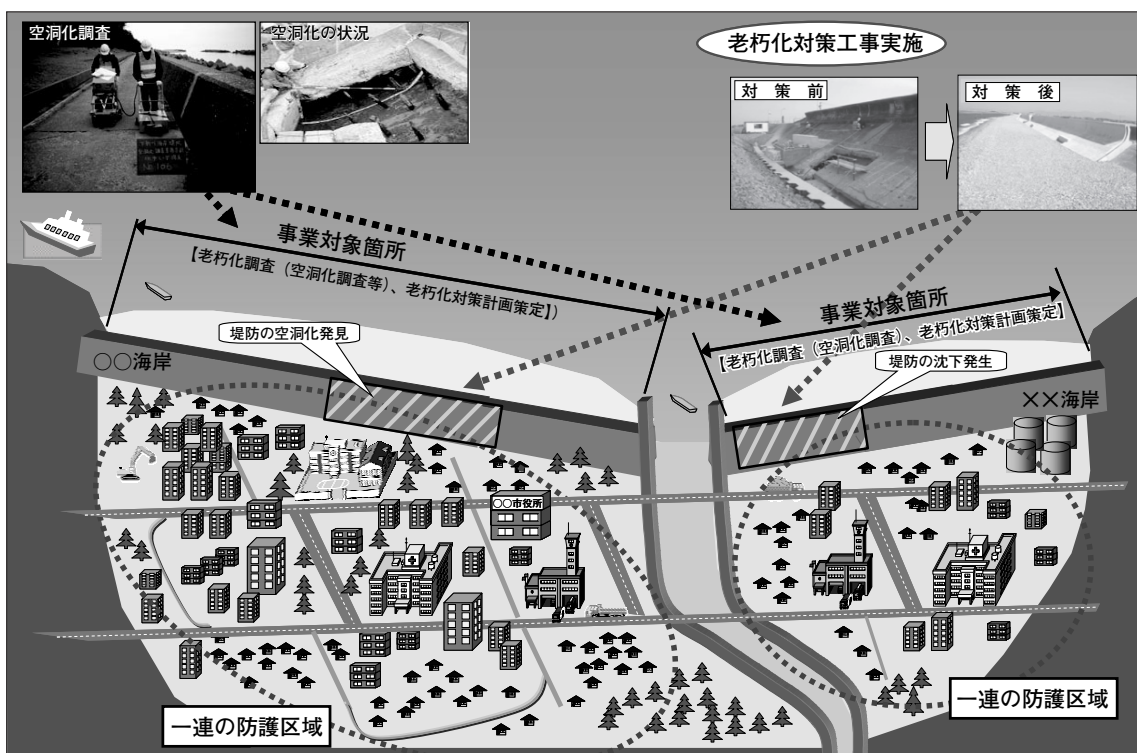 空洞化調査
空洞化の状況
老朽化対策工事実施
対策前
対策後
事業対象箇所
【老朽化調査（空洞化調査等）、老朽化対策計画策定】）
事業対象箇所
【老朽化調査（空洞化調査）、老朽化対策計画策定】
堤防の空洞化発見
堤防の沈下発生
○○海岸
××海岸
○○市役所
一連の防護区域
一連の防護区域